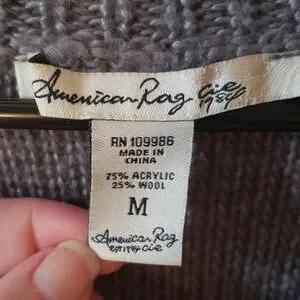 American Rag cie
1984
RN 109986
MADE IN
CHINA
75% ACRYLIC
25% WOOL
M
American Rag
cie